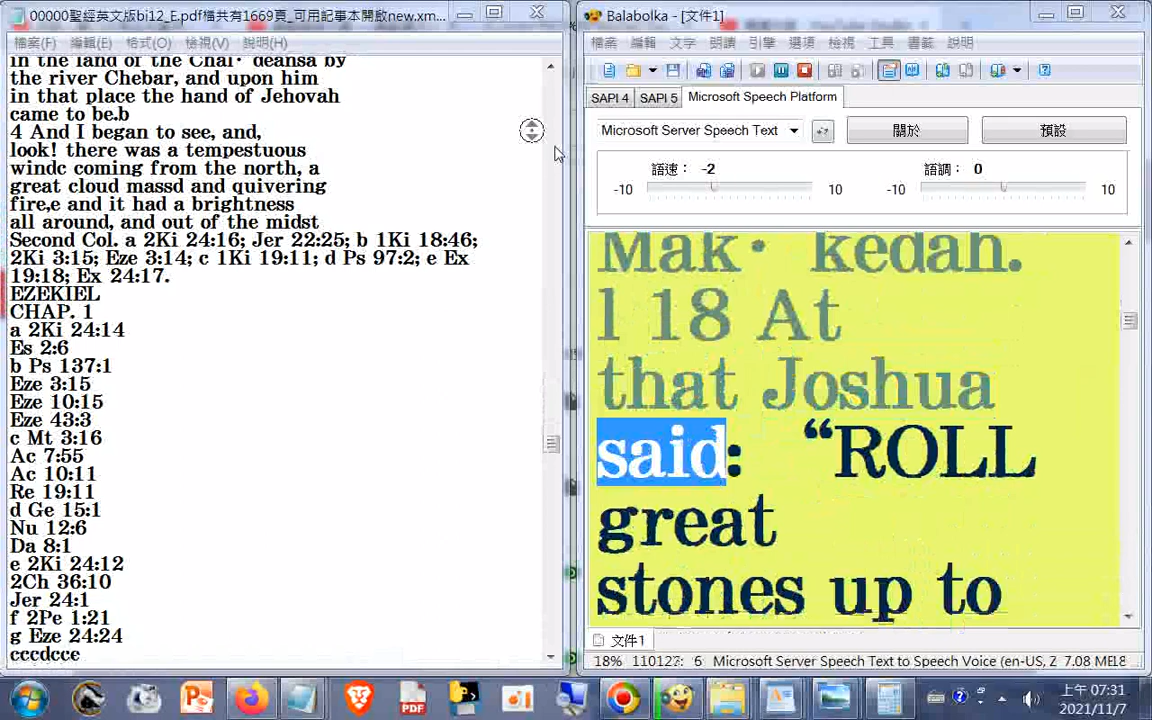 00000聖經英文版bi12_E.pdf檔共有1669頁_可用記事本開啟new.xm...
檔案(F) 編輯(E) 格式(O) 檢視(V) 說明(H)
in the land of the Chal· deansa by
the river Chebar, and upon him
in that place the hand of Jehovah
came to be.b
4 And I began to see, and,
look! there was a tempestuous
windc coming from the north, a
great cloud massd and quivering
fire,e and it had a brightness
all around, and out of the midst
Second Col. a 2Ki 24:16; Jer 22:25; b 1Ki 18:46;
2Ki 3:15; Eze 3:14; c 1Ki 19:11; d Ps 97:2; e Ex
19:18; Ex 24:17.
EZEKIEL
CHAP. 1
a 2Ki 24:14
Es 2:6
b Ps 137:1
Eze 3:15
Eze 10:15
Eze 43:3
c Mt 3:16
Ac 7:55
Ac 10:11
Re 19:11
d Ge 15:1
Nu 12:6
Da 8:1
e 2Ki 24:12
2Ch 36:10
Jer 24:1
f 2Pe 1:21
g Eze 24:24
cccdcce
Balabolka - [文件1]
檔案 編輯 文字 朗讀 引擎 選項 檢視 工具 書籤 說明
SAPI 4 SAPI 5 Microsoft Speech Platform
Microsoft Server Speech Text 關於 預設
語速: -2 語調: 0
-10 10 -10 10
Mak· kedah.
l 18 At
that Joshua
said: “ROLL
great
stones up to
文件1
18% 110127: 6 Microsoft Server Speech Text to Speech Voice (en-US, Z 7.08 ME
PDF
上午 07:31
2021/11/7